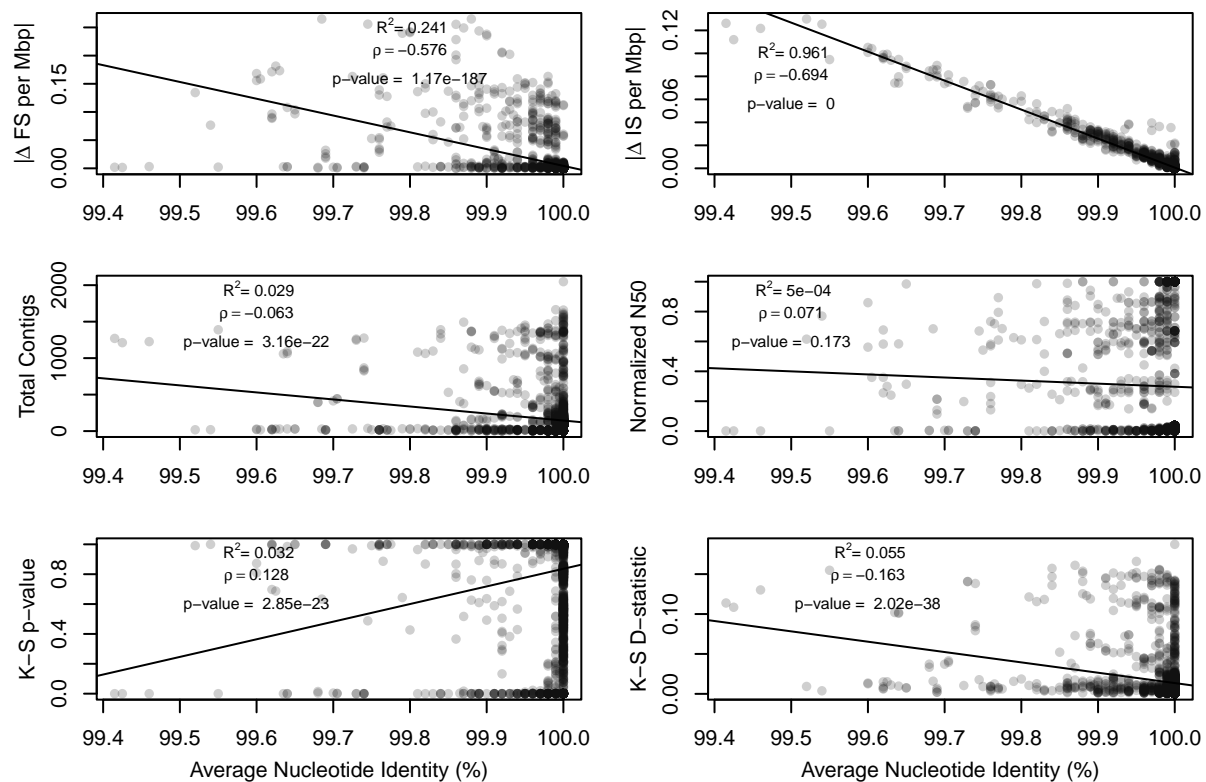 |Δ FS per Mbp|
0.00 0.15
R²= 0.241
ρ = −0.576
p−value = 1.17e−187
99.4 99.5 99.6 99.7 99.8 99.9 100.0
|Δ IS per Mbp|
0.00 0.06 0.12
R²= 0.961
ρ = −0.694
p−value = 0
99.4 99.5 99.6 99.7 99.8 99.9 100.0
Total Contigs
0 1000 2000
R²= 0.029
ρ = −0.063
p−value = 3.16e−22
99.4 99.5 99.6 99.7 99.8 99.9 100.0
Normalized N50
0.0 0.4 0.8
R²= 5e−04
ρ = 0.071
p−value = 0.173
99.4 99.5 99.6 99.7 99.8 99.9 100.0
K−S p−value
0.0 0.4 0.8
R²= 0.032
ρ = 0.128
p−value = 2.85e−23
99.4 99.5 99.6 99.7 99.8 99.9 100.0
Average Nucleotide Identity (%)
K−S D−statistic
0.00 0.10
R²= 0.055
ρ = −0.163
p−value = 2.02e−38
99.4 99.5 99.6 99.7 99.8 99.9 100.0
Average Nucleotide Identity (%)